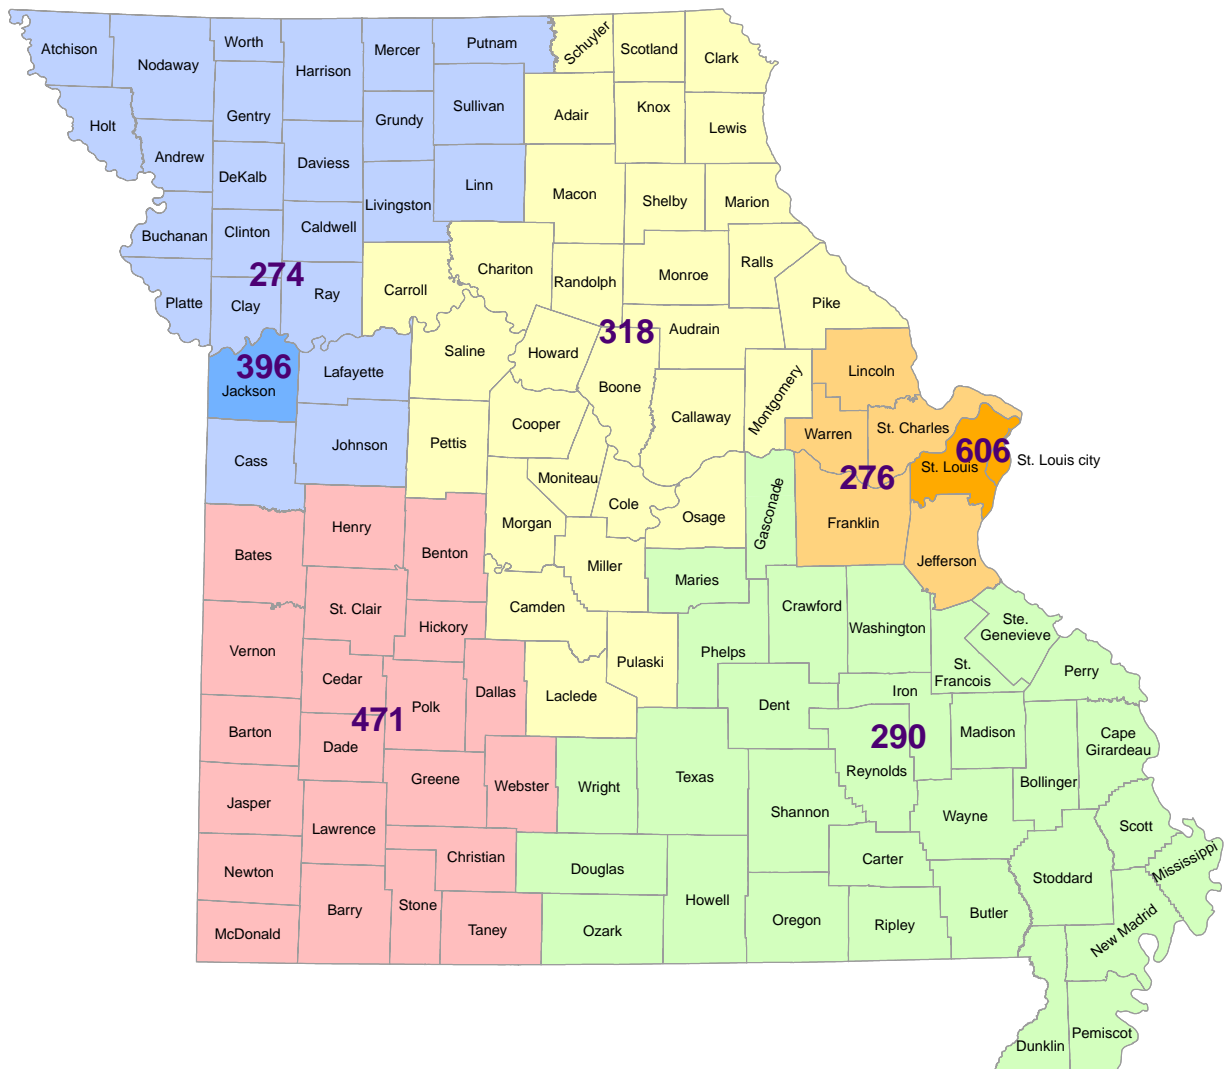 Atchison
Nodaway
Worth
Harrison
Mercer
Putnam
Schuyler
Scotland
Clark
Holt
Gentry
Grundy
Sullivan
Adair
Knox
Lewis
Andrew
DeKalb
Daviess
Livingston
Linn
Macon
Shelby
Marion
Buchanan
Clinton
Caldwell
Chariton
Randolph
Monroe
Ralls
274
Platte
Clay
Ray
Carroll
Pike
318
Audrain
396
Jackson
Lafayette
Saline
Howard
Boone
Lincoln
Callaway
Montgomery
Cass
Johnson
Pettis
Cooper
Warren
St. Charles
606
St. Louis
St. Louis city
276
Moniteau
Cole
Osage
Gasconade
Franklin
Bates
Henry
Benton
Morgan
Miller
Maries
Jefferson
St. Clair
Camden
Crawford
Washington
Ste.
Genevieve
Vernon
Hickory
Pulaski
Phelps
St.
Francois
Perry
Cedar
Dallas
Laclede
Iron
471
Polk
Dent
290
Madison
Cape
Girardeau
Barton
Dade
Greene
Webster
Wright
Texas
Reynolds
Bollinger
Jasper
Lawrence
Shannon
Wayne
Scott
Newton
Christian
Douglas
Carter
Stoddard
Mississippi
McDonald
Barry
Stone
Taney
Ozark
Howell
Oregon
Ripley
Butler
New Madrid
Dunklin
Pemiscot